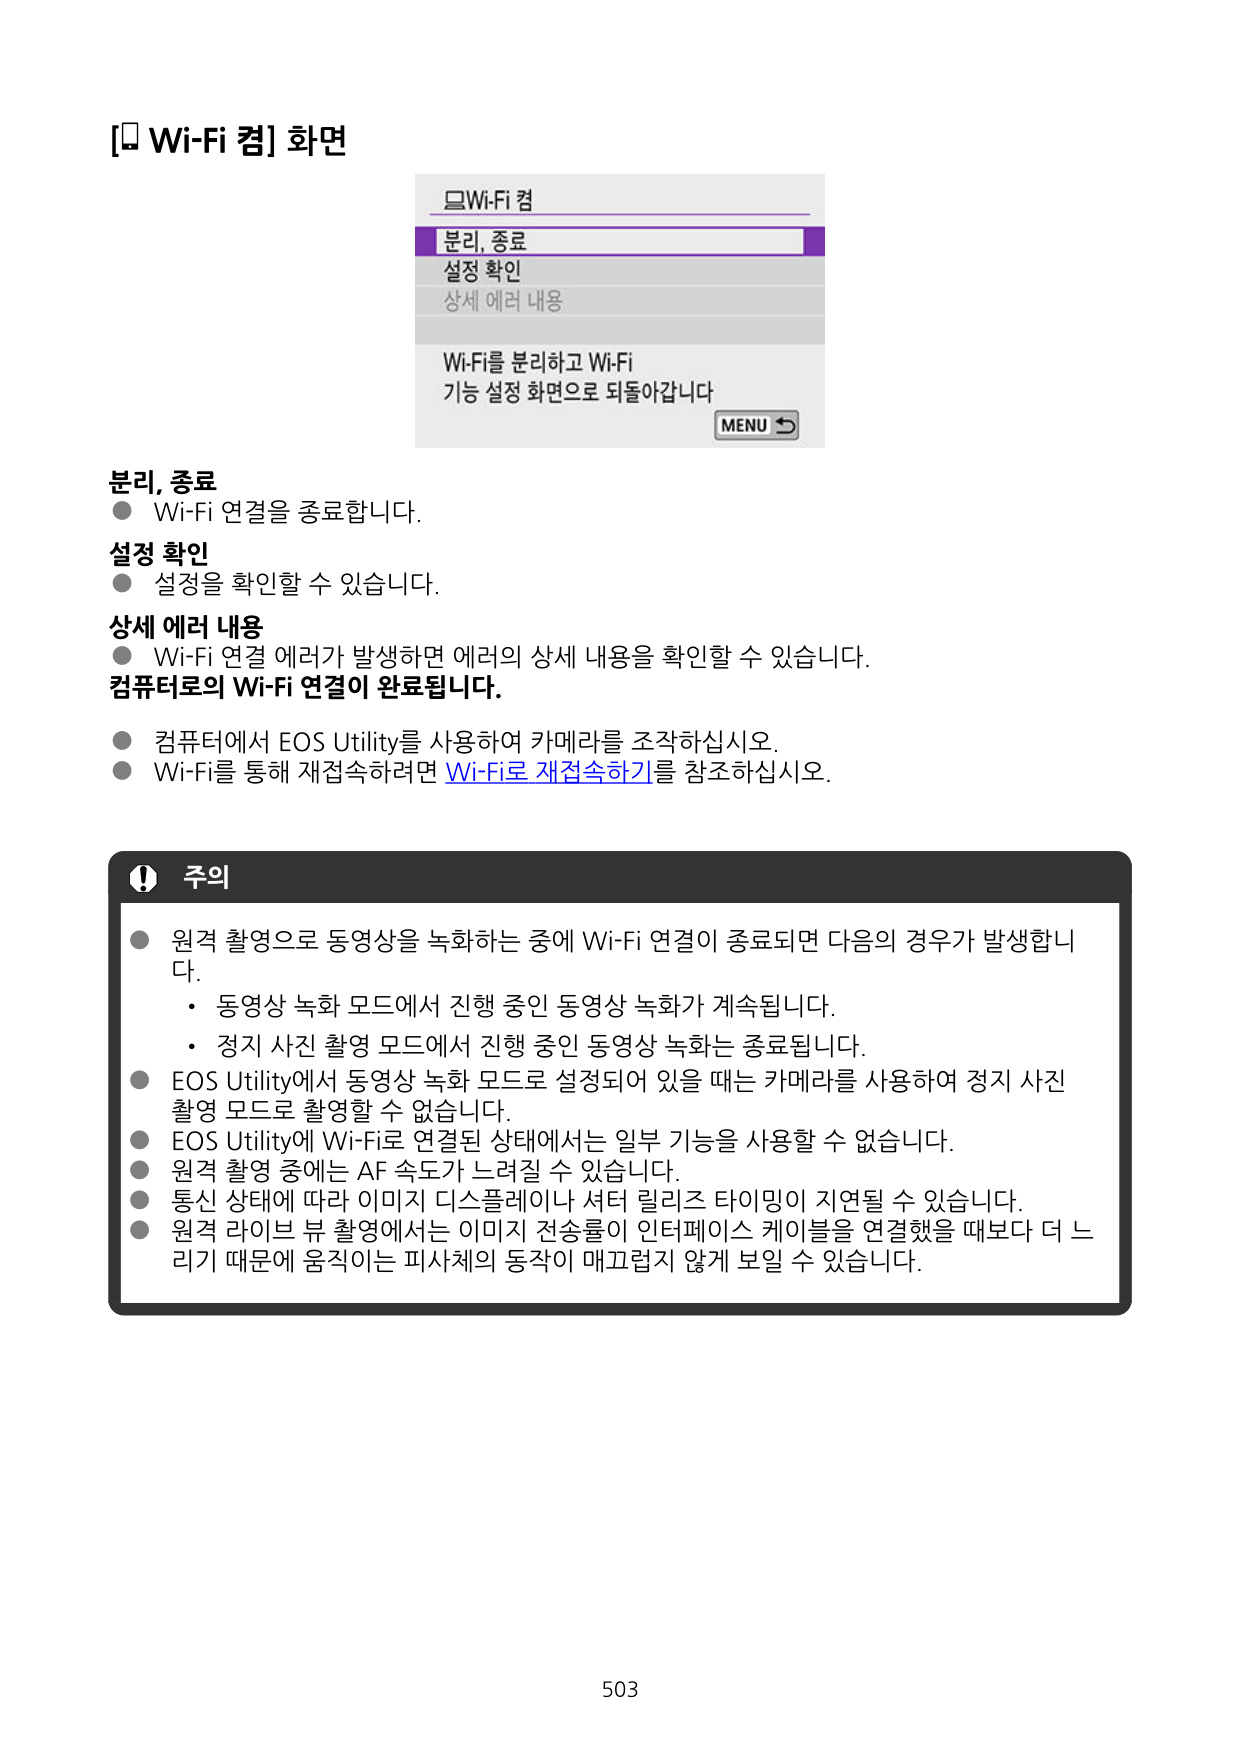 [ Wi-Fi 켬] 화면
Wi-Fi 켬
분리, 종료
설정 확인
상세 에러 내용
Wi-Fi를 분리하고 Wi-Fi
기능 설정 화면으로 되돌아갑니다
MENU
분리, 종료
● Wi-Fi 연결을 종료합니다.
설정 확인
● 설정을 확인할 수 있습니다.
상세 에러 내용
● Wi-Fi 연결 에러가 발생하면 에러의 상세 내용을 확인할 수 있습니다.
컴퓨터로의 Wi-Fi 연결이 완료됩니다.
● 컴퓨터에서 EOS Utility를 사용하여 카메라를 조작하십시오.
● Wi-Fi를 통해 재접속하려면 Wi-Fi로 재접속하기를 참조하십시오.
주의
● 원격 촬영으로 동영상을 녹화하는 중에 Wi-Fi 연결이 종료되면 다음의 경우가 발생합니
다.
• 동영상 녹화 모드에서 진행 중인 동영상 녹화가 계속됩니다.
• 정지 사진 촬영 모드에서 진행 중인 동영상 녹화는 종료됩니다.
● EOS Utility에서 동영상 녹화 모드로 설정되어 있을 때는 카메라를 사용하여 정지 사진
촬영 모드로 촬영할 수 없습니다.
● EOS Utility에 Wi-Fi로 연결된 상태에서는 일부 기능을 사용할 수 없습니다.
● 원격 촬영 중에는 AF 속도가 느려질 수 있습니다.
● 통신 상태에 따라 이미지 디스플레이나 셔터 릴리즈 타이밍이 지연될 수 있습니다.
● 원격 라이브 뷰 촬영에서는 이미지 전송률이 인터페이스 케이블을 연결했을 때보다 더 느
리기 때문에 움직이는 피사체의 동작이 매끄럽지 않게 보일 수 있습니다.
503